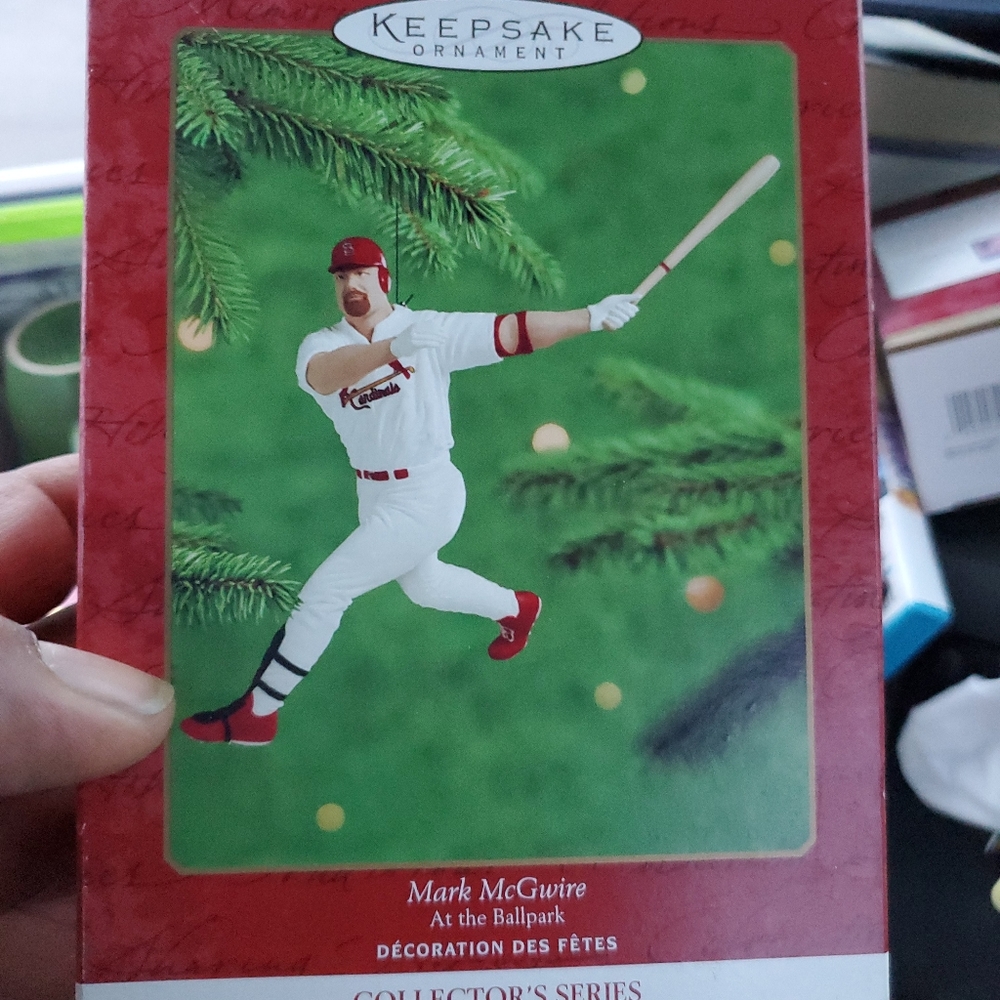 KEEPSAKE
ORNAMENT
Cardinals
Mark McGwire
At the Ballpark
DÉCORATION DES FÊTES
COLLECTOR'S SERIES